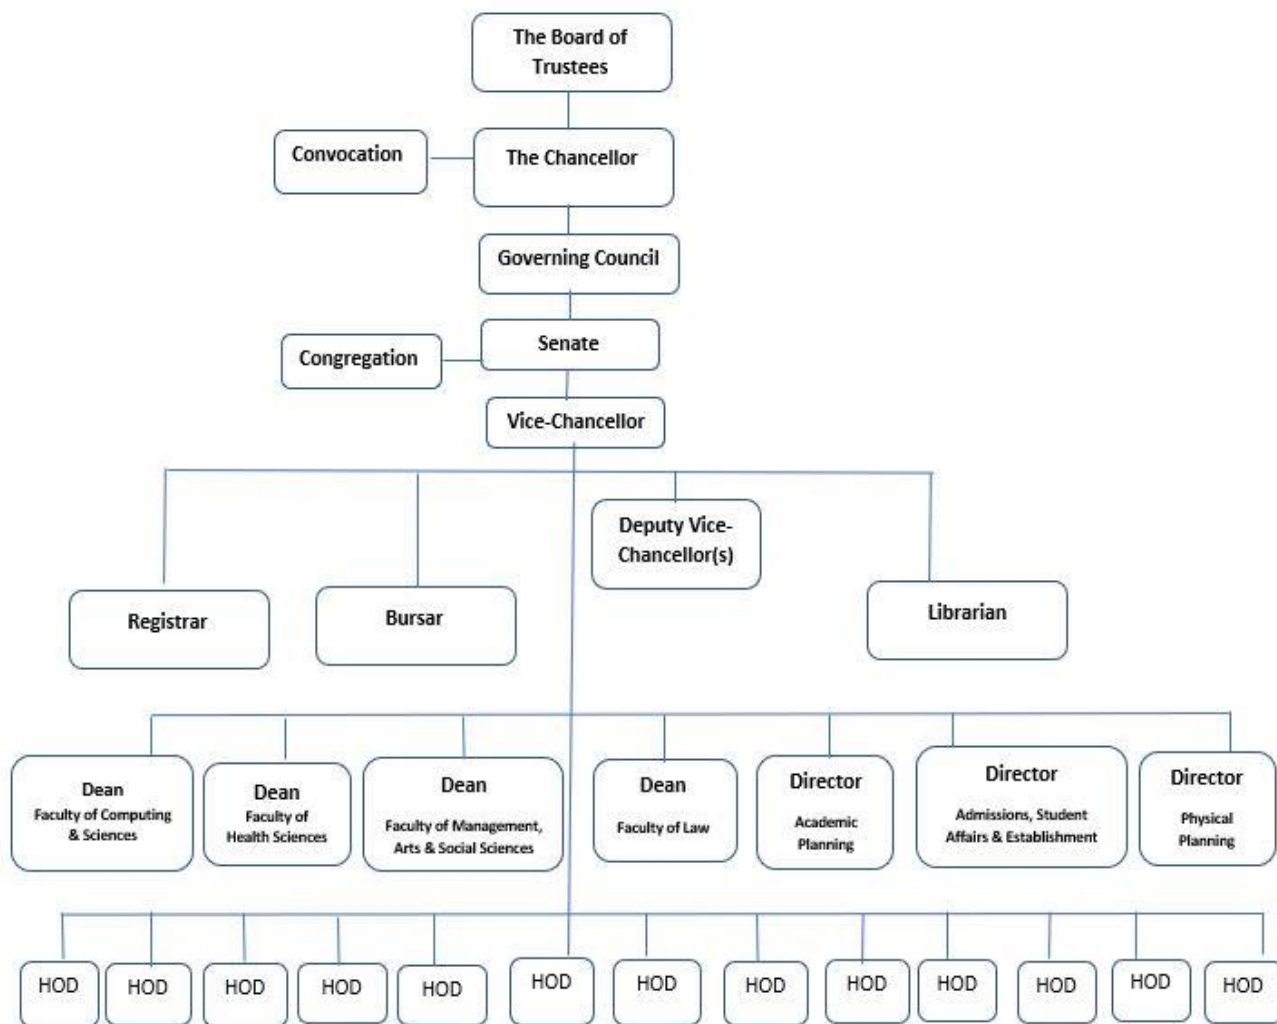 The Board of
Trustees
Convocation
The Chancellor
Governing Council
Senate
Congregation
Vice-Chancellor
Deputy Vice-
Chancellor(s)
Registrar
Bursar
Librarian
Dean
Faculty of Computing
& Sciences
Dean
Faculty of
Health Sciences
Dean
Faculty of Management,
Arts & Social Sciences
Dean
Faculty of Law
Director
Academic
Planning
Director
Admissions, Student
Affairs & Establishment
Director
Physical
Planning
HOD
HOD
HOD
HOD
HOD
HOD
HOD
HOD
HOD
HOD
HOD
HOD
HOD